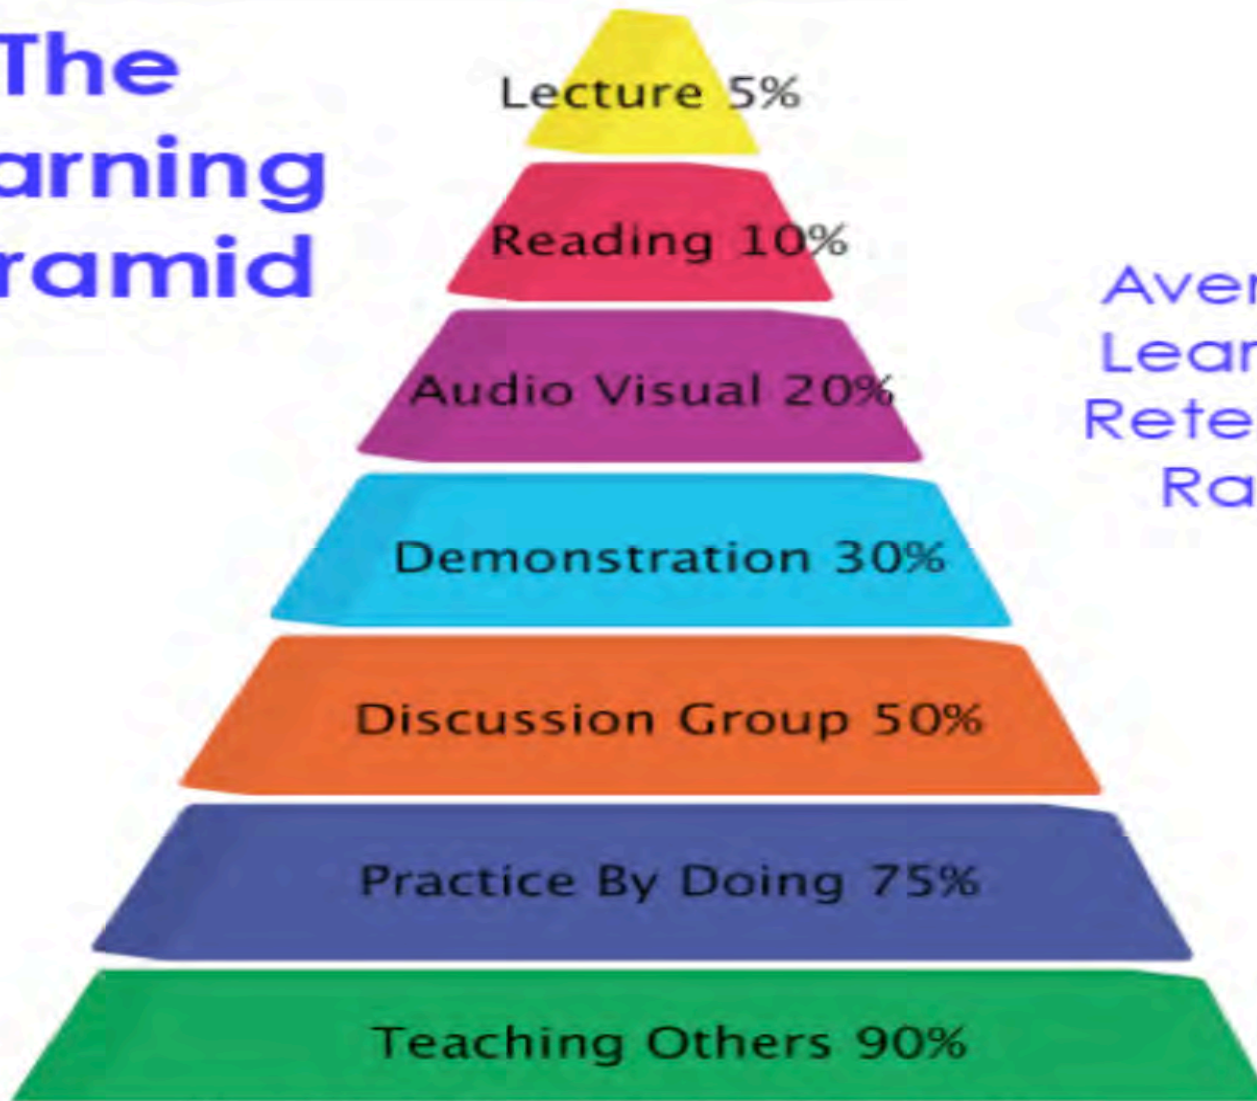 The
arning
ramid
Lecture 5%
Reading 10%
Audio Visual 20%
Demonstration 30%
Discussion Group 50%
Practice By Doing 75%
Teaching Others 90%
Aver
Lear
Rete
Ra